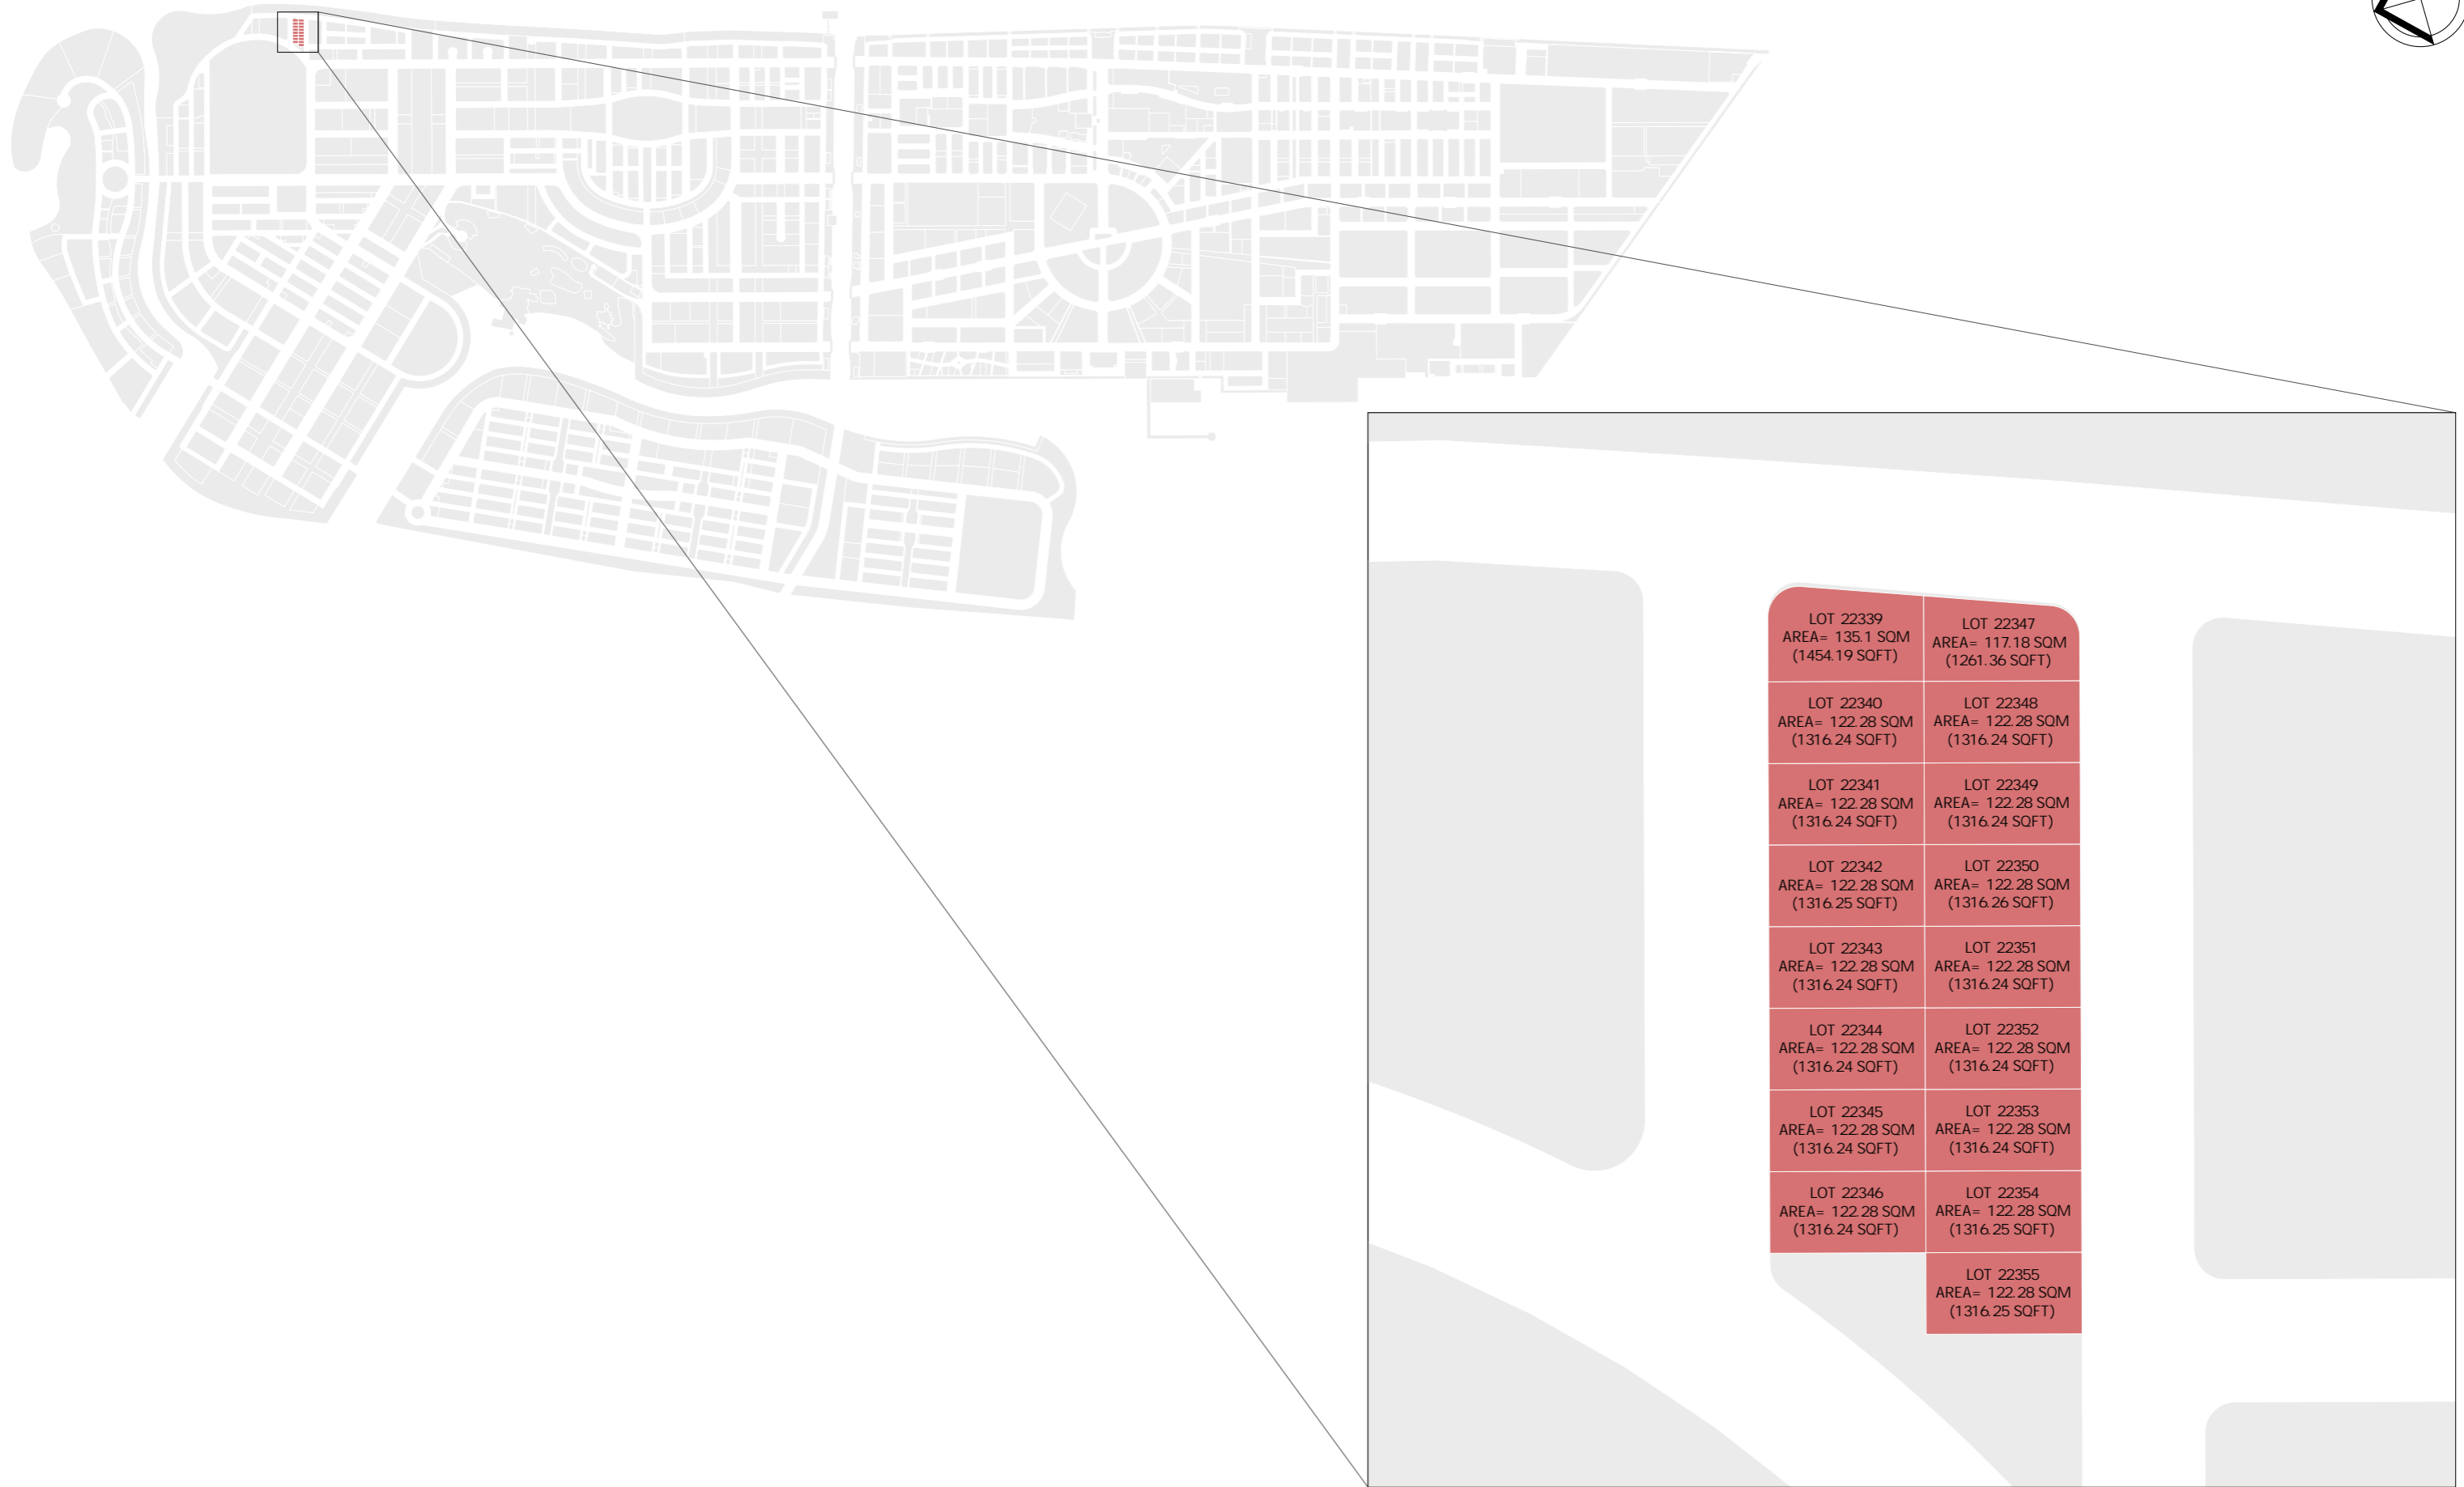 LOT 22339
AREA= 135.1 SQM
(1454.19 SQFT)
LOT 22347
AREA= 117.18 SQM
(1261.36 SQFT)
LOT 22340
AREA= 122.28 SQM
(1316.24 SQFT)
LOT 22348
AREA= 122.28 SQM
(1316.24 SQFT)
LOT 22341
AREA= 122.28 SQM
(1316.24 SQFT)
LOT 22349
AREA= 122.28 SQM
(1316.24 SQFT)
LOT 22342
AREA= 122.28 SQM
(1316.25 SQFT)
LOT 22350
AREA= 122.28 SQM
(1316.26 SQFT)
LOT 22343
AREA= 122.28 SQM
(1316.24 SQFT)
LOT 22351
AREA= 122.28 SQM
(1316.24 SQFT)
LOT 22344
AREA= 122.28 SQM
(1316.24 SQFT)
LOT 22352
AREA= 122.28 SQM
(1316.24 SQFT)
LOT 22345
AREA= 122.28 SQM
(1316.24 SQFT)
LOT 22353
AREA= 122.28 SQM
(1316.24 SQFT)
LOT 22346
AREA= 122.28 SQM
(1316.24 SQFT)
LOT 22354
AREA= 122.28 SQM
(1316.25 SQFT)
LOT 22355
AREA= 122.28 SQM
(1316.25 SQFT)